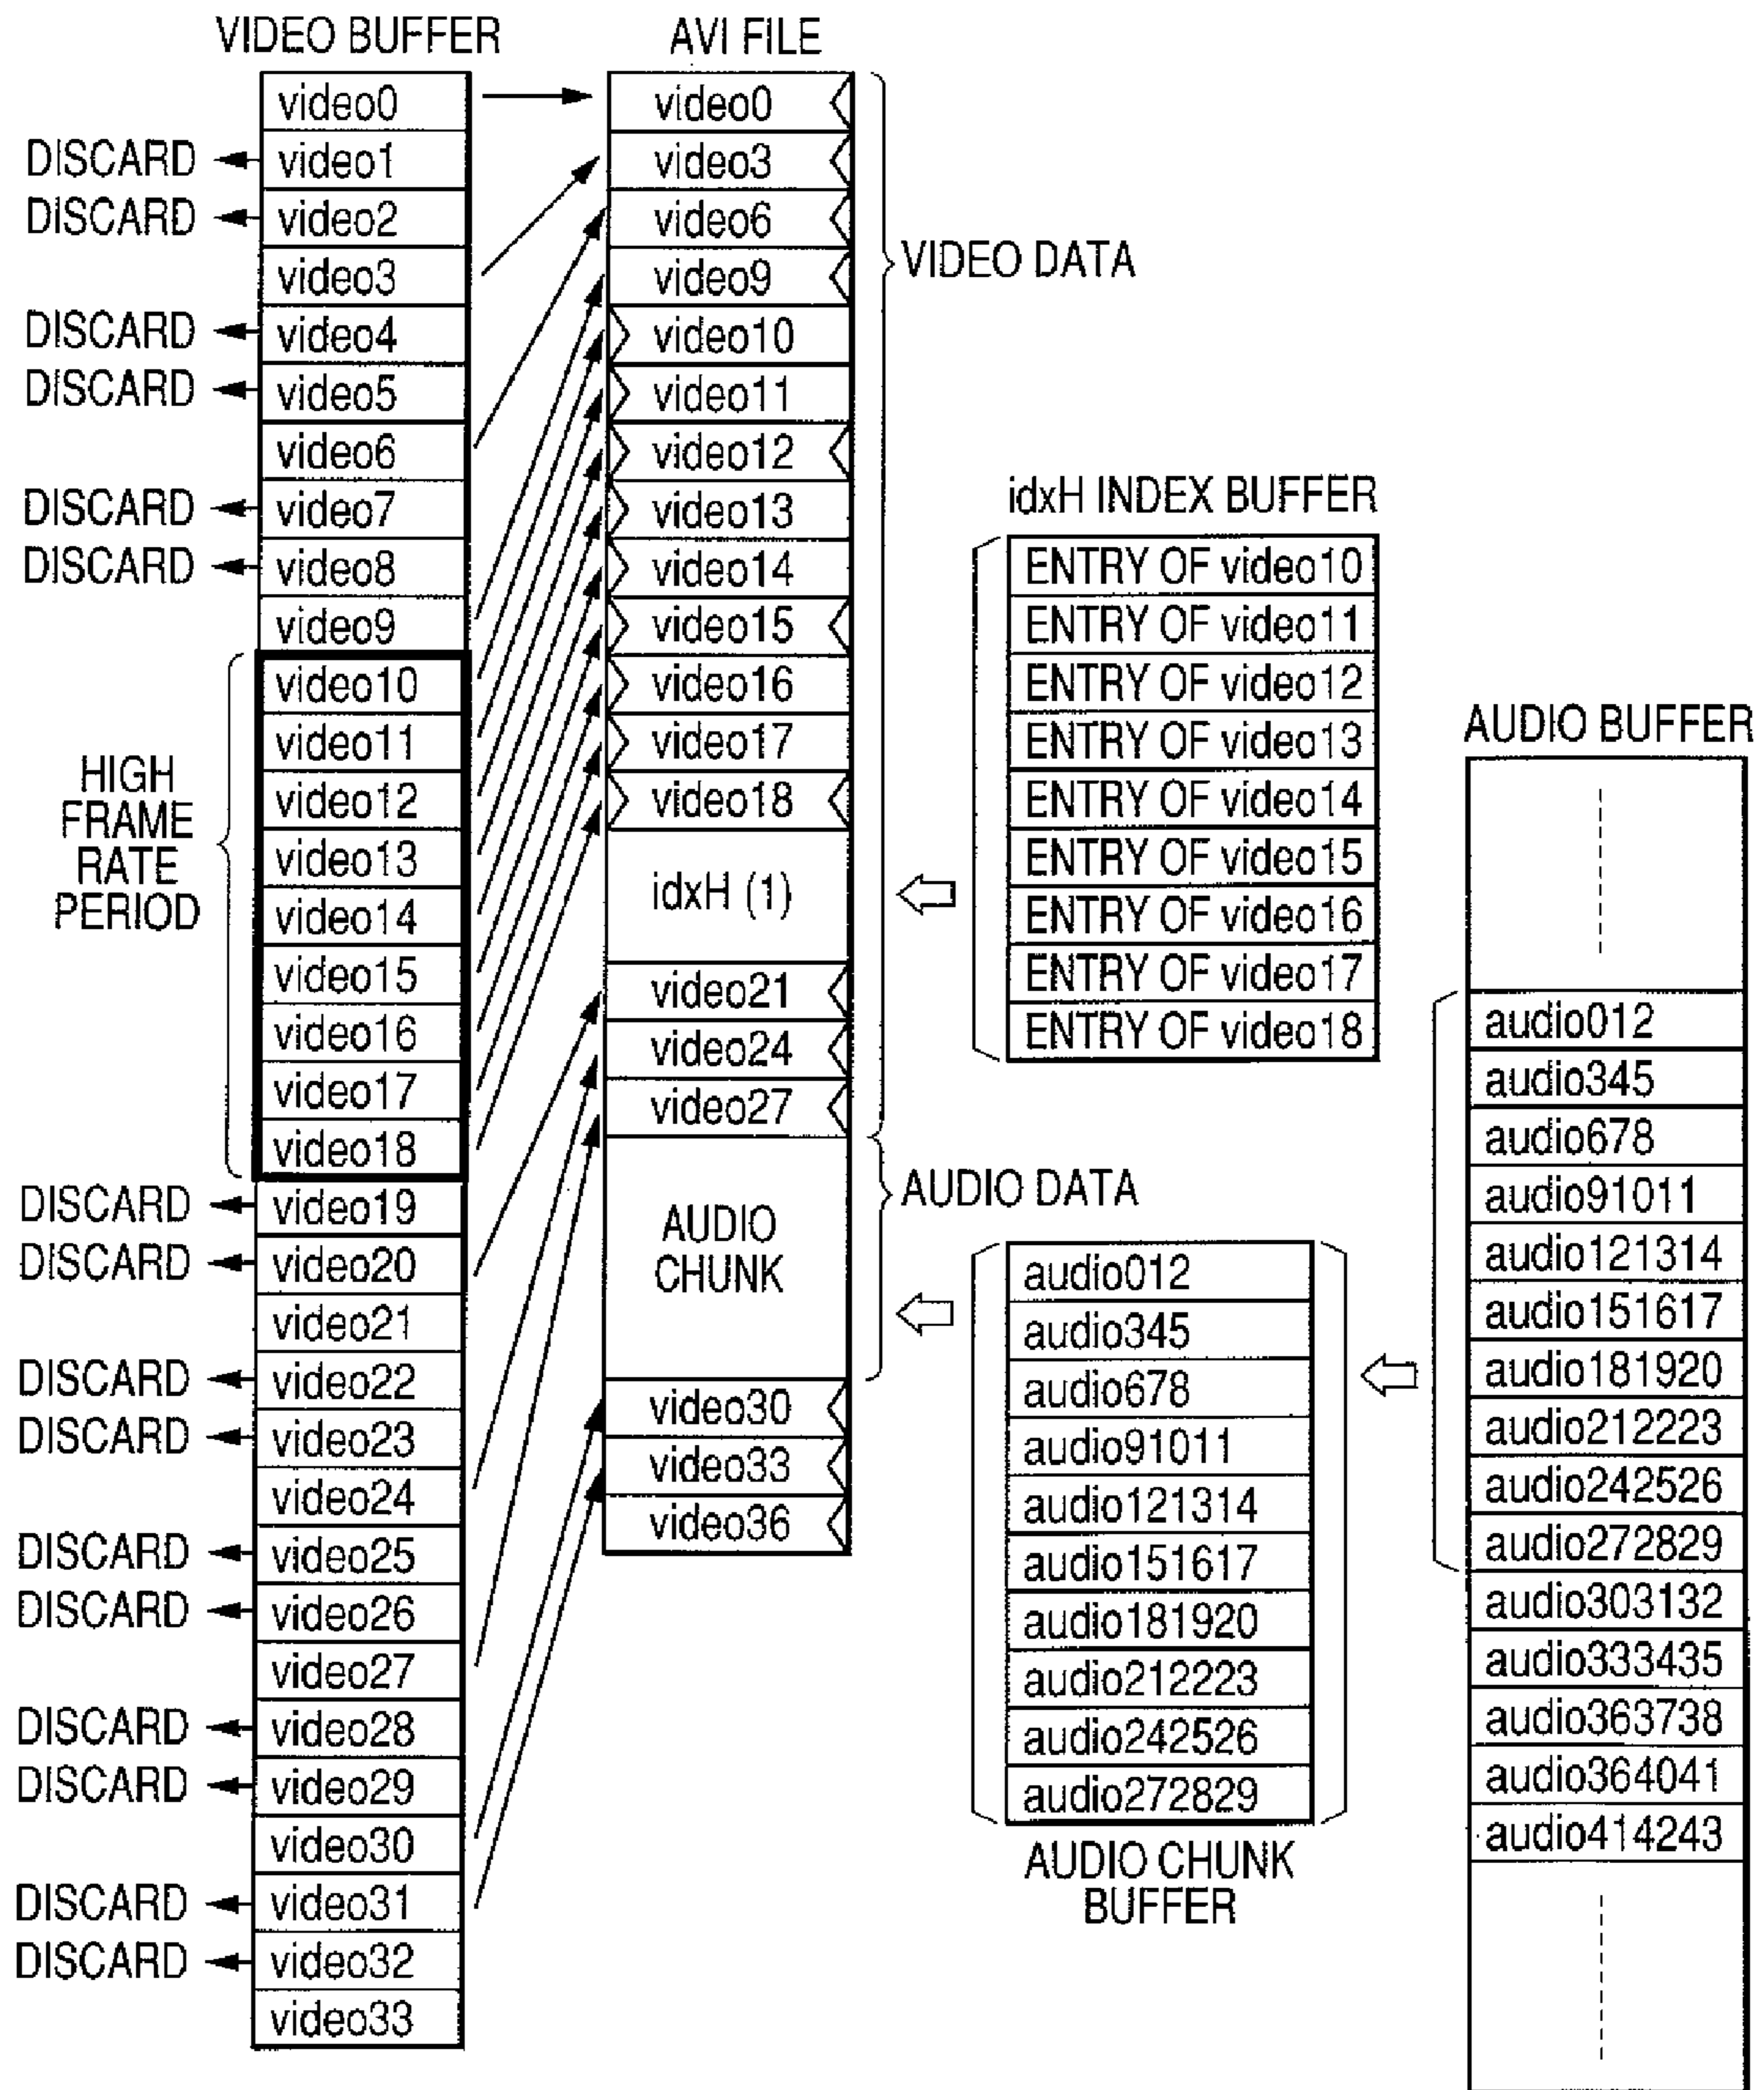 VIDEO BUFFER
video0
video1
video2
video3
video4
video5
video6
video7
video8
video9
video10
video11
video12
video13
video14
video15
video16
video17
video18
video19
video20
video21
video22
video23
video24
video25
video26
video27
video28
video29
video30
video31
video32
video33
DISCARD
DISCARD
DISCARD
DISCARD
DISCARD
DISCARD
HIGH
FRAME
RATE
PERIOD
DISCARD
DISCARD
DISCARD
DISCARD
DISCARD
DISCARD
DISCARD
DISCARD
DISCARD
DISCARD
AVI FILE
video0
video3
video6
video9
video10
video11
video12
video13
video14
video15
video16
video17
video18
idxH (1)
video21
video24
video27
AUDIO
CHUNK
video30
video33
video36
VIDEO DATA
AUDIO DATA
idxH INDEX BUFFER
ENTRY OF video10
ENTRY OF video11
ENTRY OF video12
ENTRY OF video13
ENTRY OF video14
ENTRY OF video15
ENTRY OF video16
ENTRY OF video17
ENTRY OF video18
audio012
audio345
audio678
audio91011
audio121314
audio151617
audio181920
audio212223
audio242526
audio272829
AUDIO CHUNK
BUFFER
AUDIO BUFFER
audio012
audio345
audio678
audio91011
audio121314
audio151617
audio181920
audio212223
audio242526
audio272829
audio303132
audio333435
audio363738
audio364041
audio414243